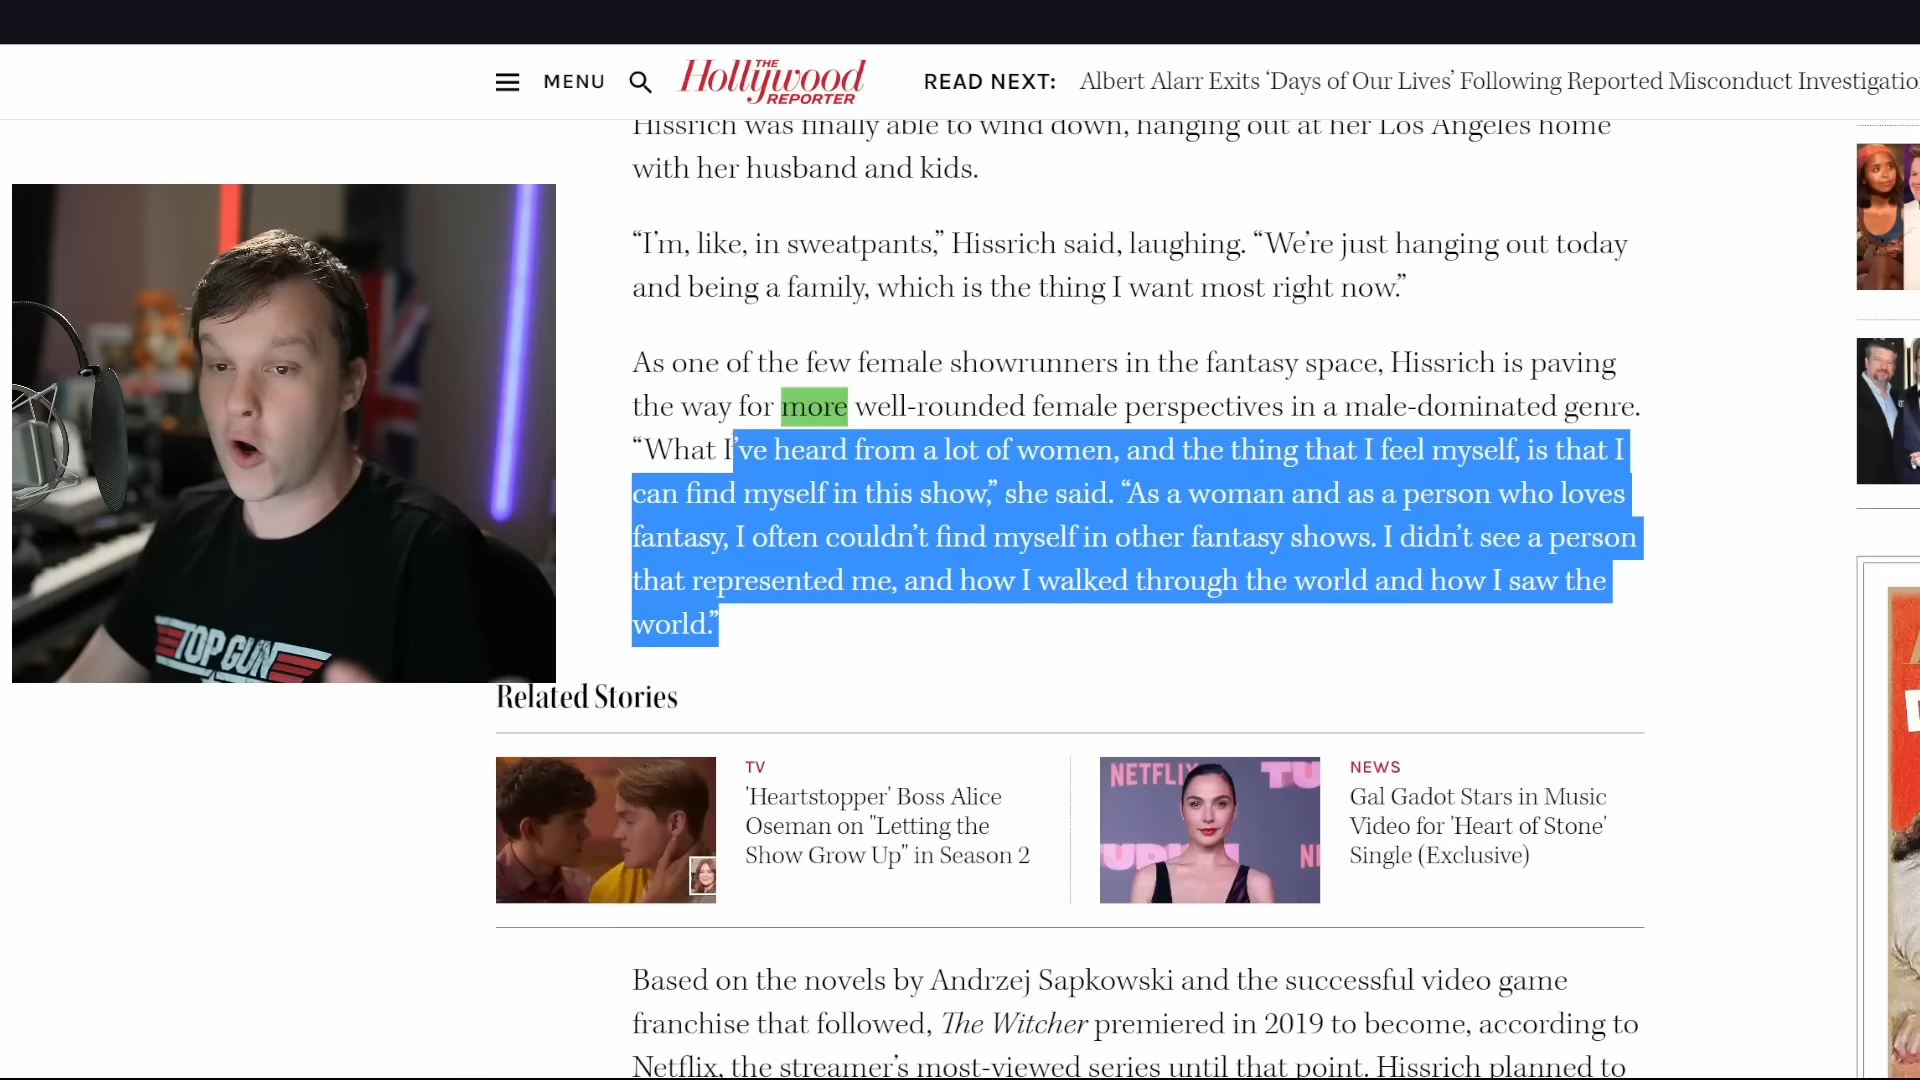 MENU
THE
Hollywood
REPORTER
READ NEXT: Albert Alarr Exits ‘Days of Our Lives’ Following Reported Misconduct Investigatio
Hissrich was finally able to wind down, hanging out at her Los Angeles home
with her husband and kids.
“I’m, like, in sweatpants,” Hissrich said, laughing. “We’re just hanging out today
and being a family, which is the thing I want most right now.”
As one of the few female showrunners in the fantasy space, Hissrich is paving
the way for more well-rounded female perspectives in a male-dominated genre.
“What I’ve heard from a lot of women, and the thing that I feel myself, is that I
can find myself in this show,” she said. “As a woman and as a person who loves
fantasy, I often couldn’t find myself in other fantasy shows. I didn’t see a person
that represented me, and how I walked through the world and how I saw the
world.”
TOP GUN
Related Stories
TV
'Heartstopper' Boss Alice
Oseman on "Letting the
Show Grow Up" in Season 2
NETFLIX
TU
NEWS
Gal Gadot Stars in Music
Video for 'Heart of Stone'
Single (Exclusive)
Based on the novels by Andrzej Sapkowski and the successful video game
franchise that followed, The Witcher premiered in 2019 to become, according to
Netflix, the streamer’s most-viewed series until that point. Hissrich planned to